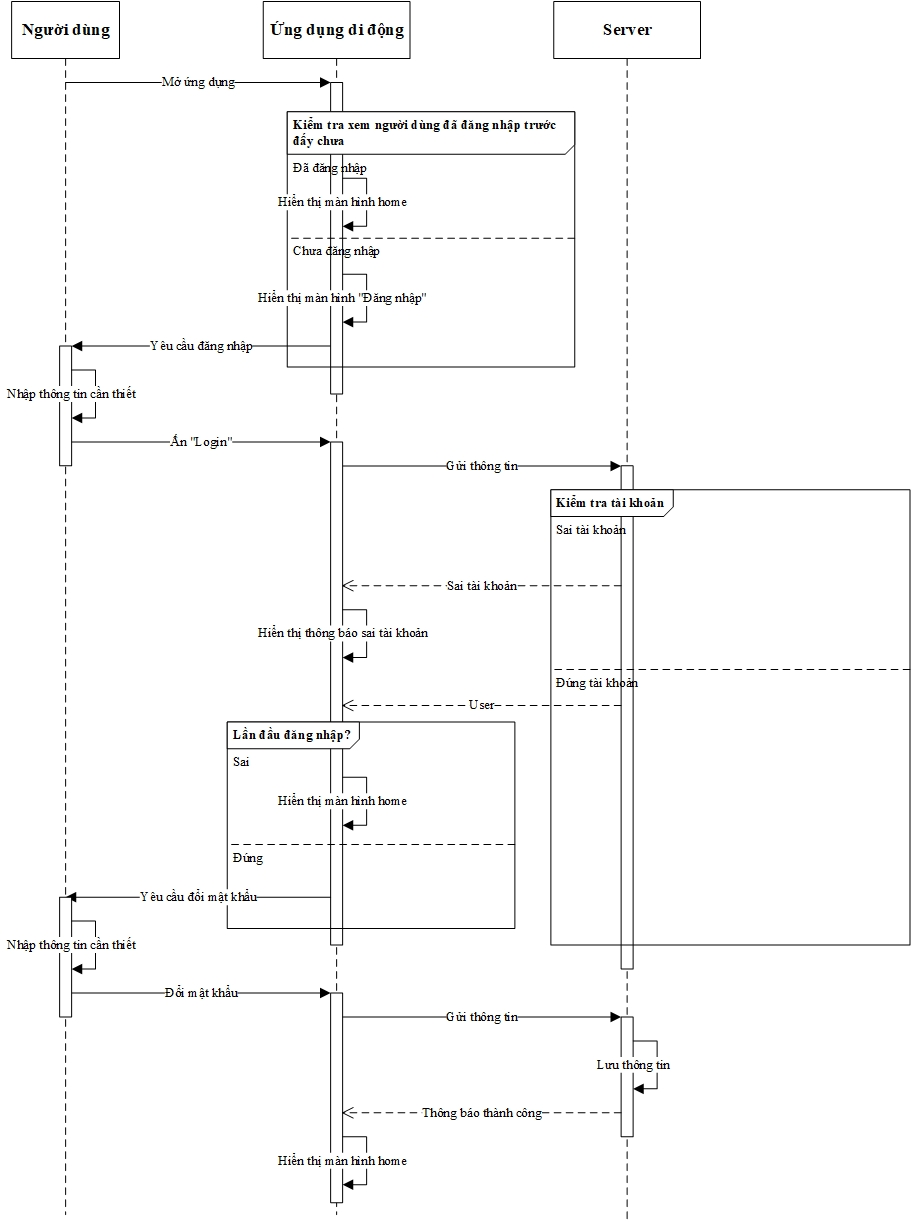 Người dùng
Ứng dụng di động
Server
Mở ứng dụng
Kiểm tra xem người dùng đã đăng nhập trước
đấy chưa
Đã đăng nhập
Hiển thị màn hình home
Chưa đăng nhập
Hiển thị màn hình "Đăng nhập"
Yêu cầu đăng nhập
Nhập thông tin cần thiết
Ấn "Login"
Gửi thông tin
Kiểm tra tài khoản
Sai tài khoản
Sai tài khoản
Hiển thị thông báo sai tài khoản
Đúng tài khoản
User
Lần đầu đăng nhập?
Sai
Hiển thị màn hình home
Đúng
Yêu cầu đổi mật khẩu
Nhập thông tin cần thiết
Đổi mật khẩu
Gửi thông tin
Lưu thông tin
Thông báo thành công
Hiển thị màn hình home